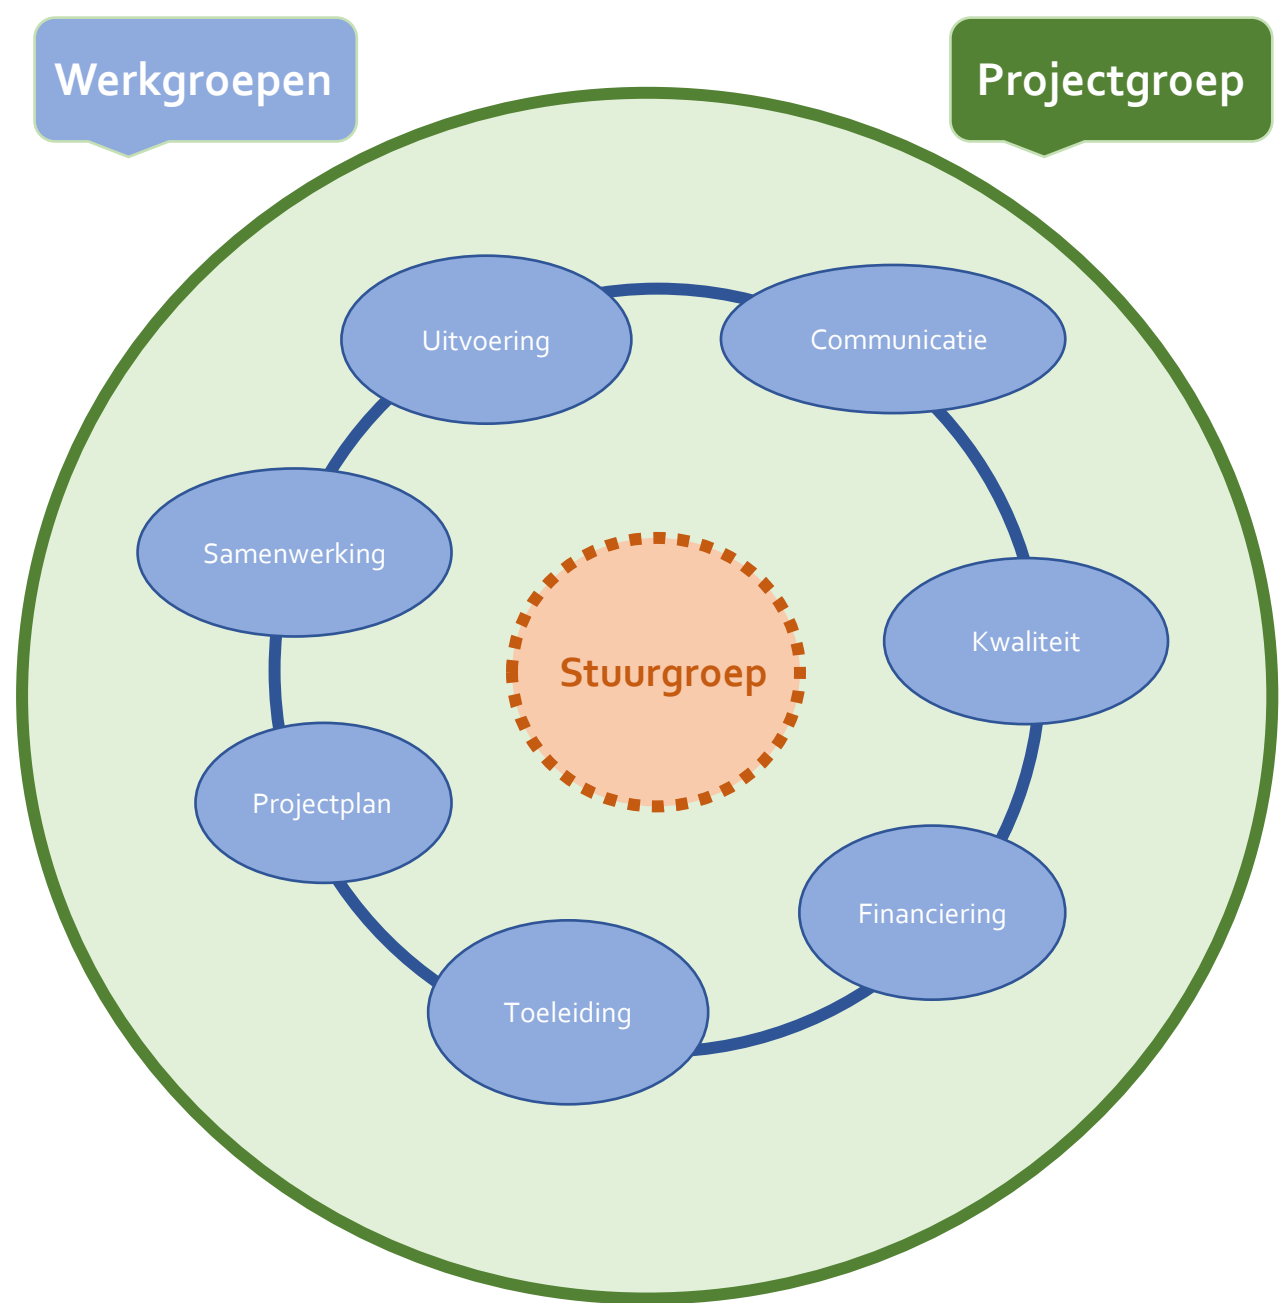 Werkgroepen
Projectgroep
Uitvoering
Communicatie
Samenwerking
Kwaliteit
Stuurgroep
Projectplan
Financiering
Toeleiding